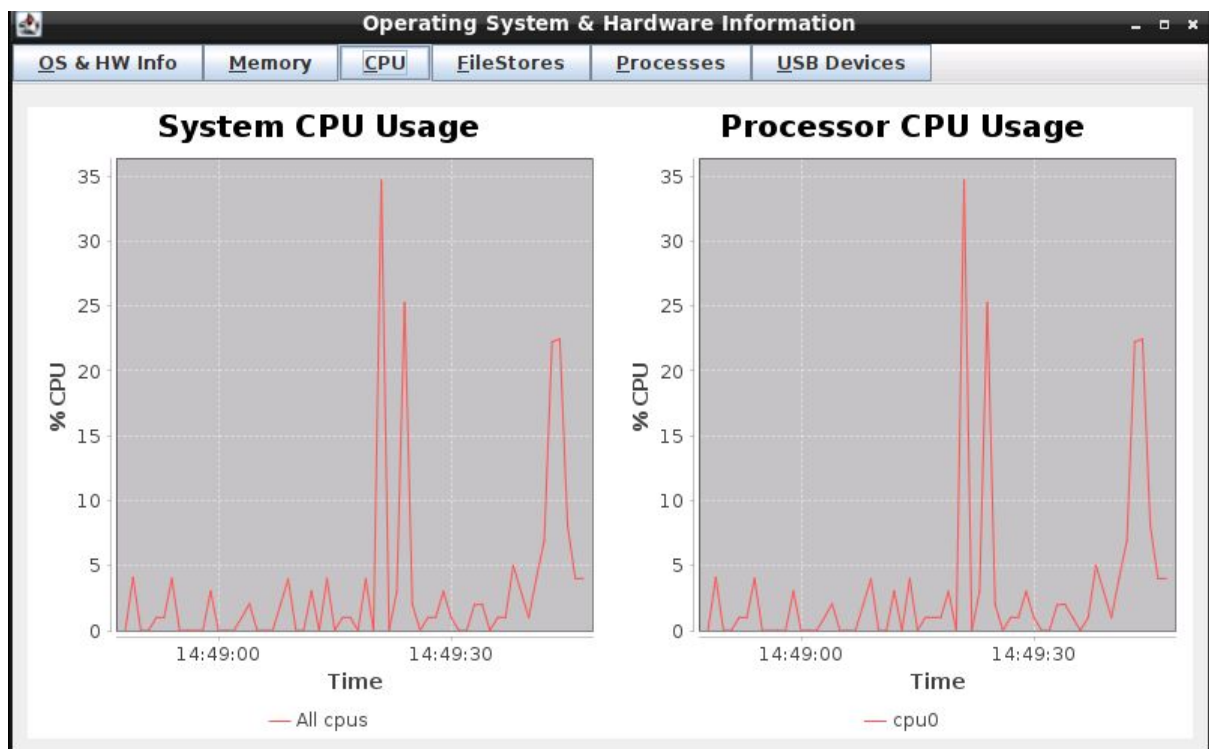 Operating System & Hardware Information
OS & HW Info Memory CPU FileStores Processes USB Devices
System CPU Usage
% CPU
35
30
25
20
15
10
5
0
14:49:00 14:49:30
Time
All cpus
Processor CPU Usage
% CPU
35
30
25
20
15
10
5
0
14:49:00 14:49:30
Time
cpu0